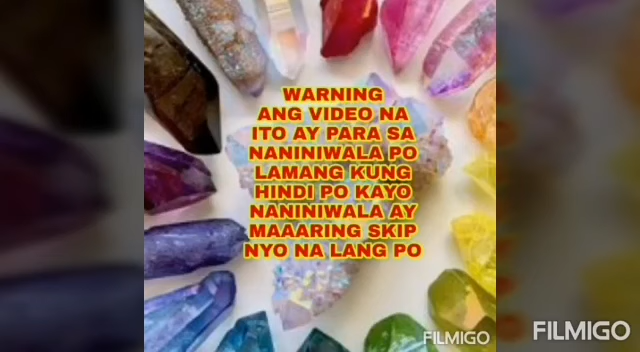 WARNING
ANG VIDEO NA
ITO AY PARA SA
NANINIWALA PO
LAMANG KUNG
HINDI PO KAYO
NANINIWALA AY
MAAARING SKIP
NYO NA LANG PO
FILMIGO
FILMIGO